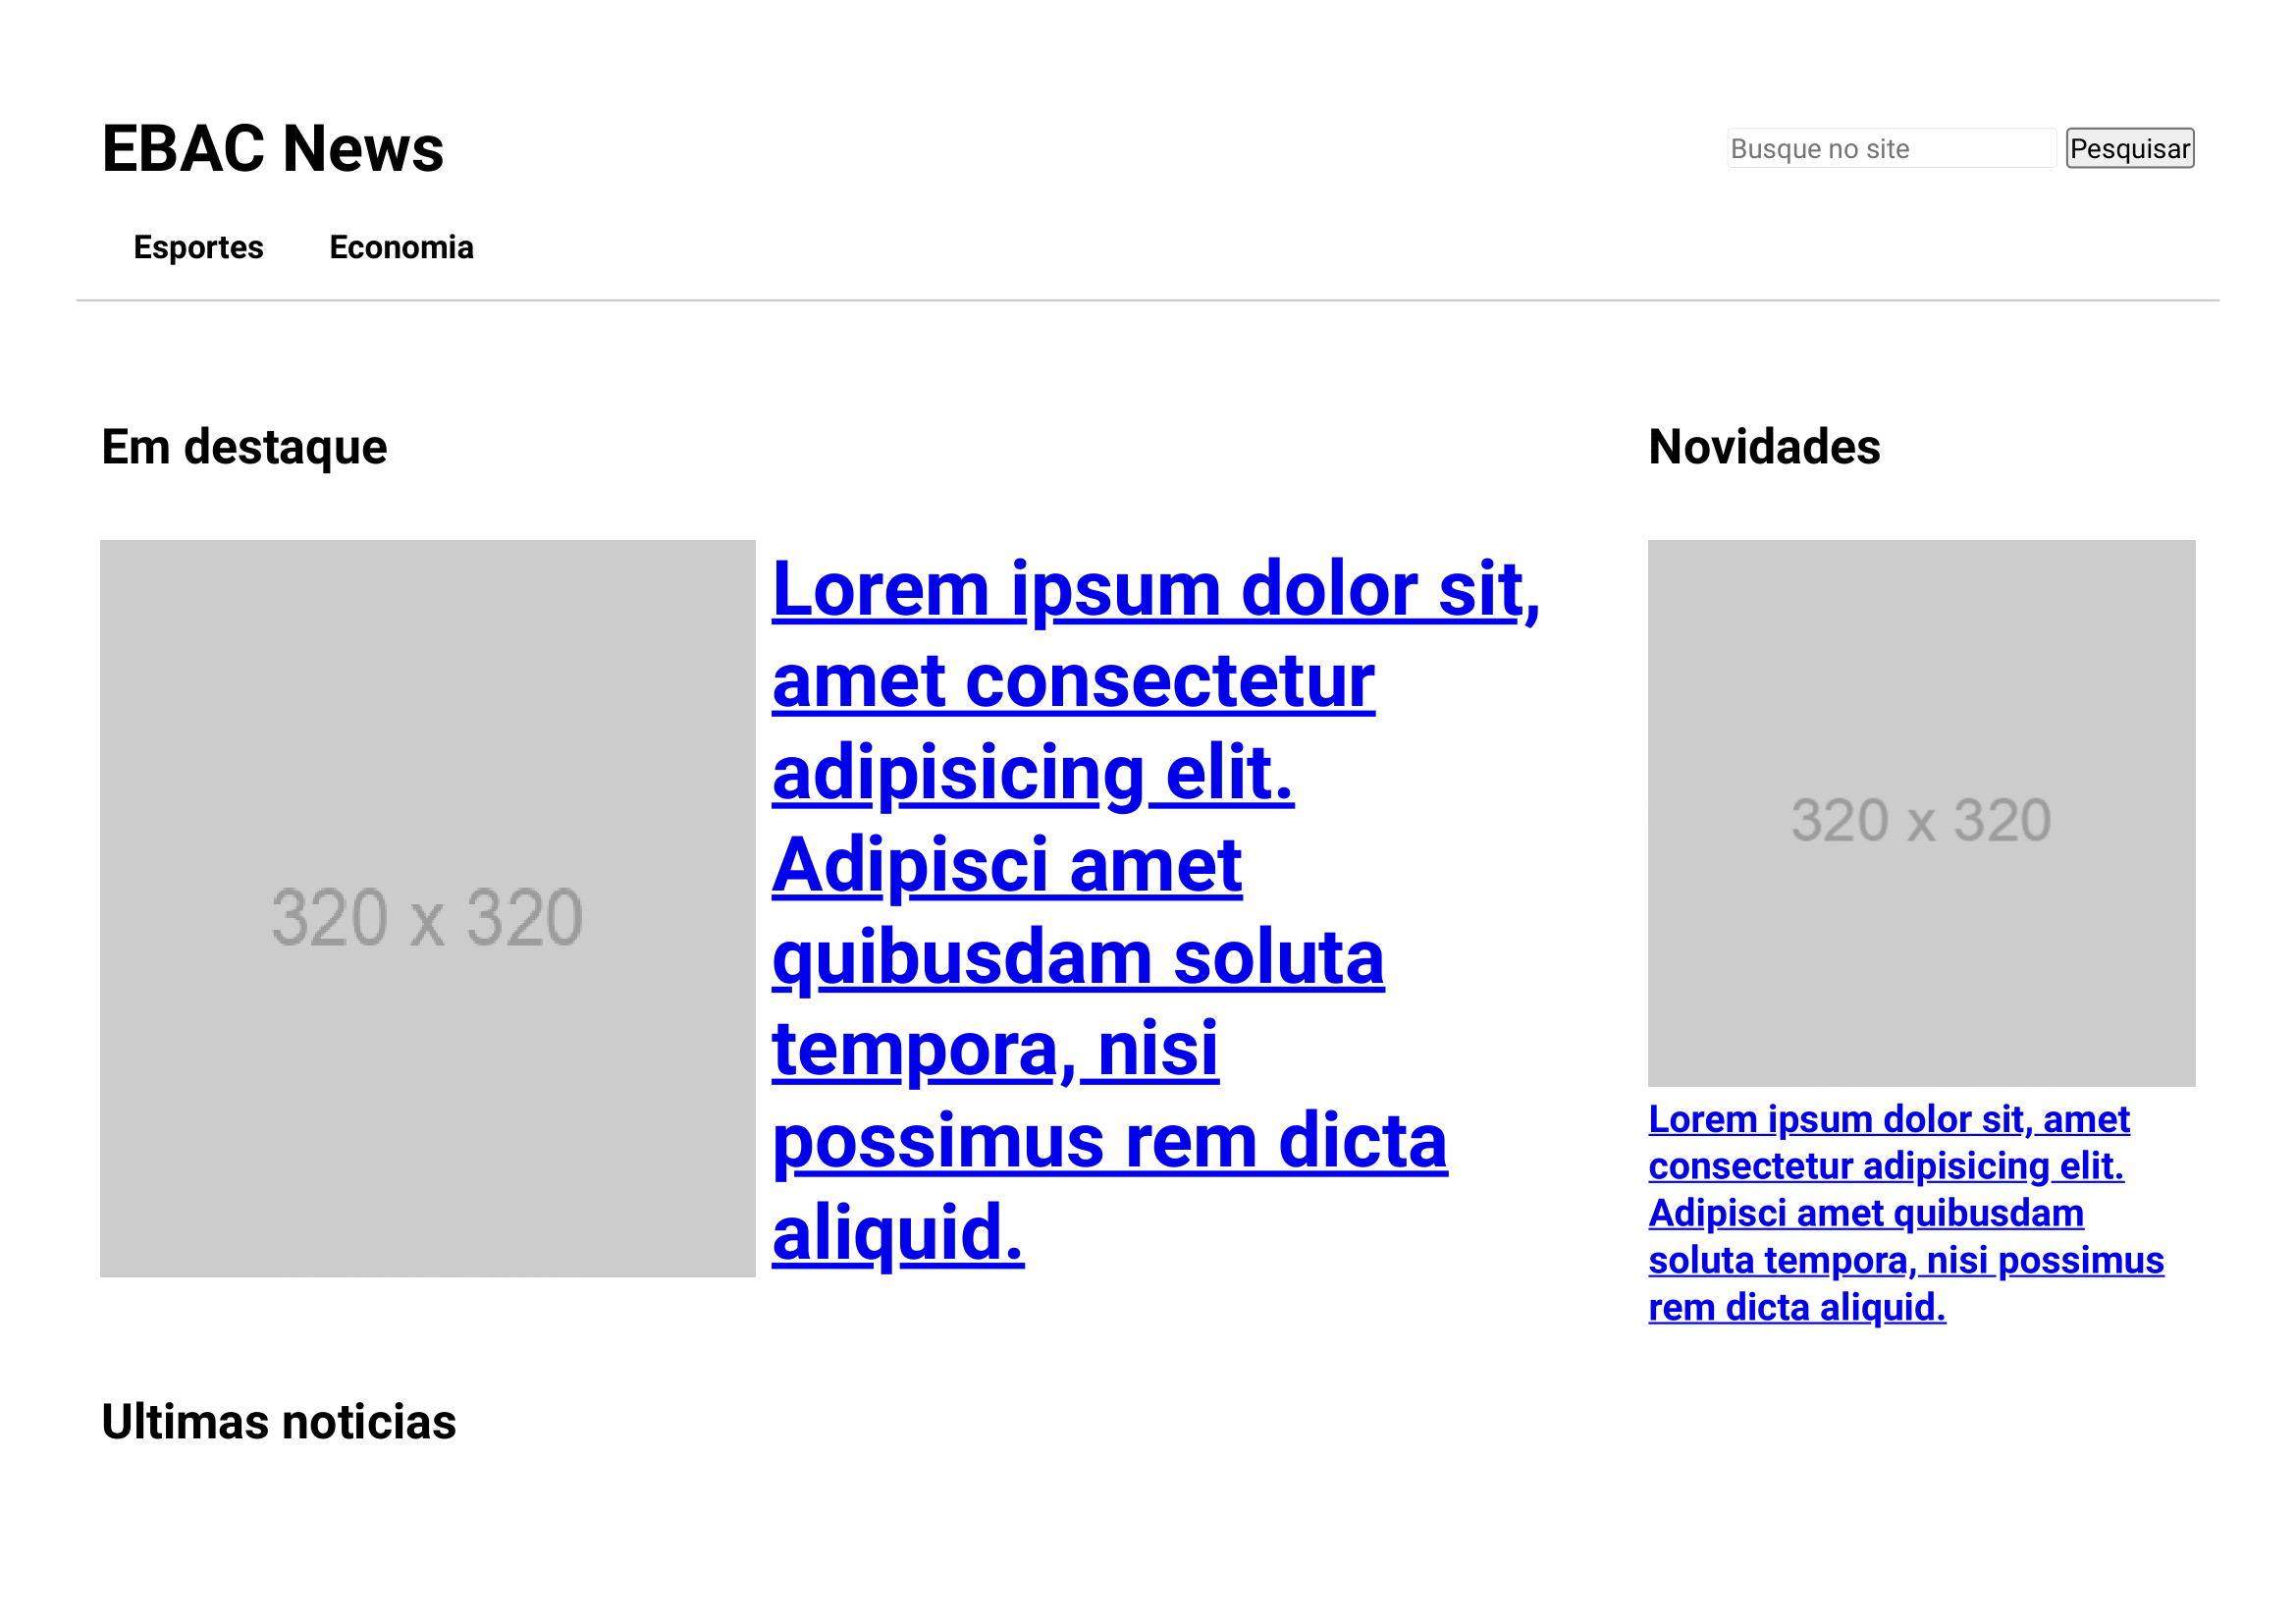 EBAC News
Busque no site
Pesquisar
Esportes
Economia
Em destaque
320 x 320
Lorem ipsum dolor sit,
amet consectetur
adipisicing elit.
Adipisci amet
quibusdam soluta
tempora, nisi
possimus rem dicta
aliquid.
Novidades
320 x 320
Lorem ipsum dolor sit, amet
consectetur adipisicing elit.
Adipisci amet quibusdam
soluta tempora, nisi possimus
rem dicta aliquid.
Ultimas noticias